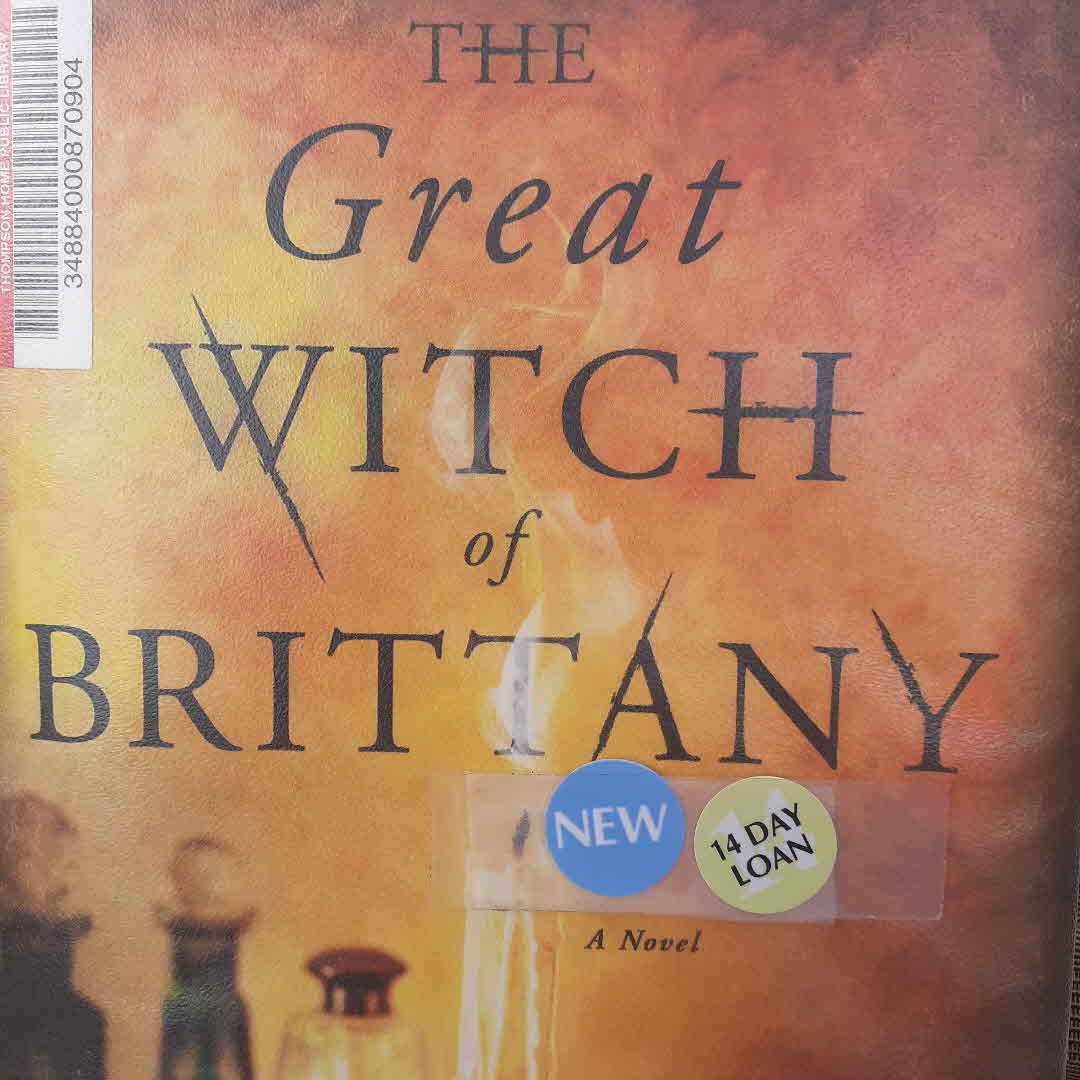 THE
Great
WITCH
of
BRITTANY
NEW
14 DAY
LOAN
A Novel
THOMPSON HOME PUBLIC LIBRARY
34884000870904